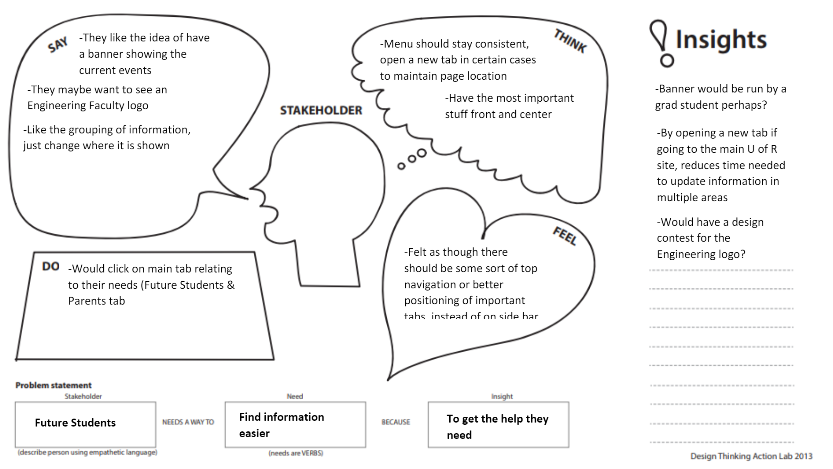 SAY
-They like the idea of have
a banner showing the
current events
-They maybe want to see an
Engineering Faculty logo
-Like the grouping of information,
just change where it is shown
STAKEHOLDER
THINK
-Menu should stay consistent,
open a new tab in certain cases
to maintain page location
-Have the most important
stuff front and center
Insights
-Banner would be run by a
grad student perhaps?
-By opening a new tab if
going to the main U of R
site, reduces time needed
to update information in
multiple areas
-Would have a design
contest for the
Engineering logo?
DO
-Would click on main tab relating
to their needs (Future Students &
Parents tab
FEEL
-Felt as though there
should be some sort of top
navigation or better
positioning of important
tabs, instead of on side bar
Problem statement
Stakeholder
Need
Insight
Future Students
NEEDS A WAY TO
Find information
easier
BECAUSE
To get the help they
need
(describe person using empathetic language)
(needs are VERBS)
Design Thinking Action Lab 2013